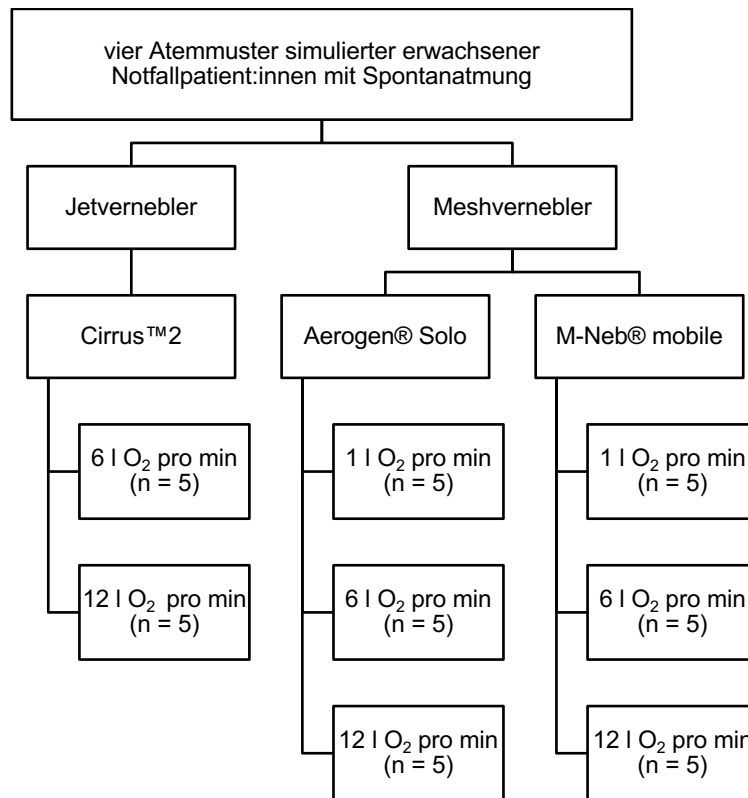 vier Atemmuster simulierter erwachsener
Notfallpatient:innen mit Spontanatmung
Jetvernebler
Meshvernebler
Cirrus™2
Aerogen® Solo
M-Neb® mobile
6 l O₂ pro min
(n = 5)
1 l O₂ pro min
(n = 5)
1 l O₂ pro min
(n = 5)
12 l O₂ pro min
(n = 5)
6 l O₂ pro min
(n = 5)
6 l O₂ pro min
(n = 5)
12 l O₂ pro min
(n = 5)
12 l O₂ pro min
(n = 5)